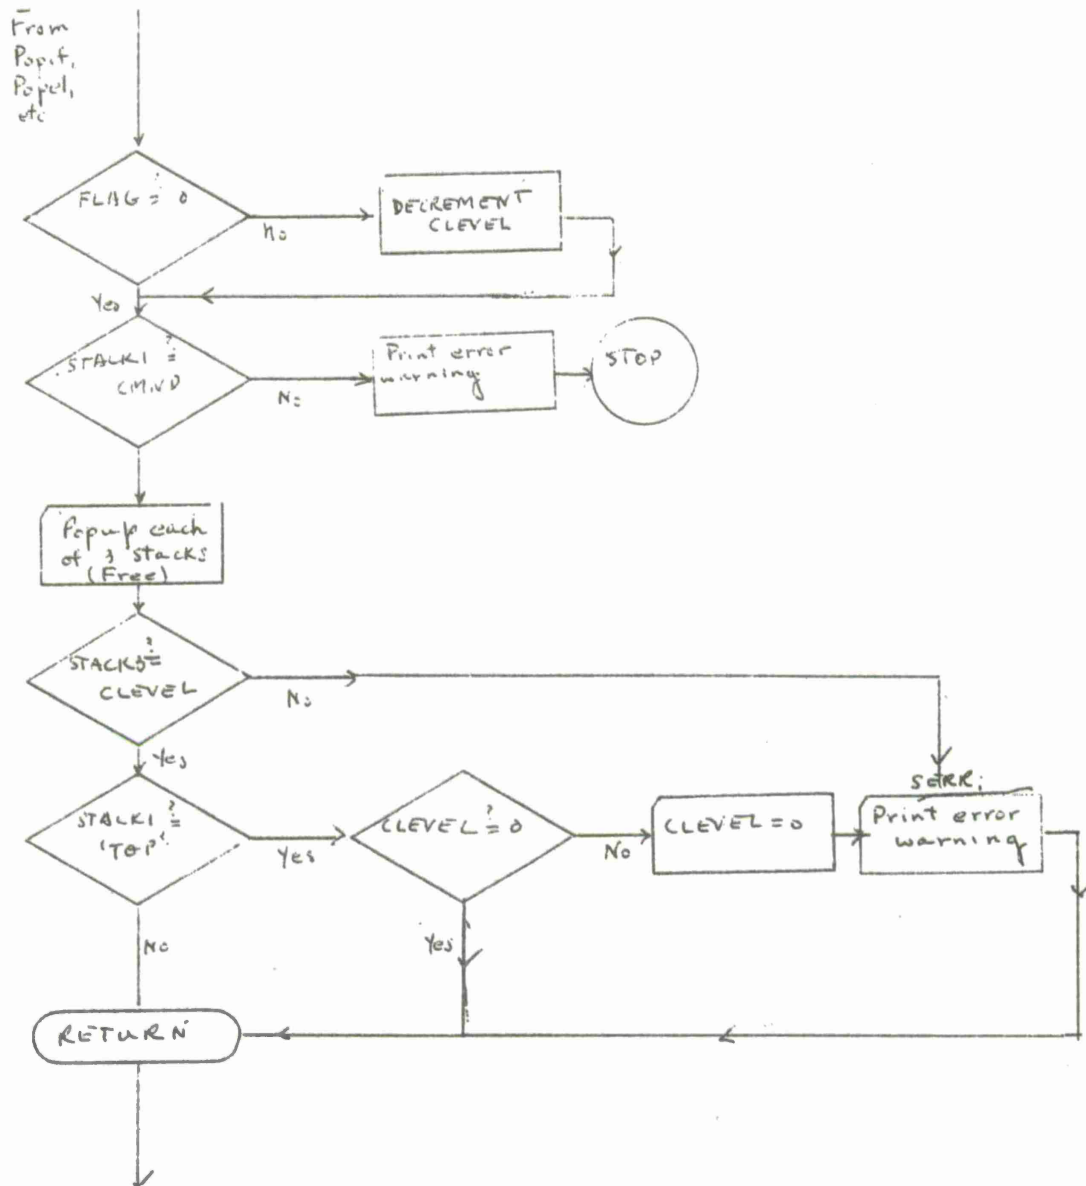 From
Popif,
Popel,
etc
FLAG ?= 0
No
DECREMENT
CLEVEL
Yes
STACK1 ?=
CMND
No
Print error
warning
STOP
Popup each
of 3 stacks
(Free)
STACK3 ?=
CLEVEL
No
Yes
SERR:
STACK1 ?=
'TOP'
Yes
CLEVEL ?= 0
No
CLEVEL = 0
Print error
warning
No
Yes
RETURN